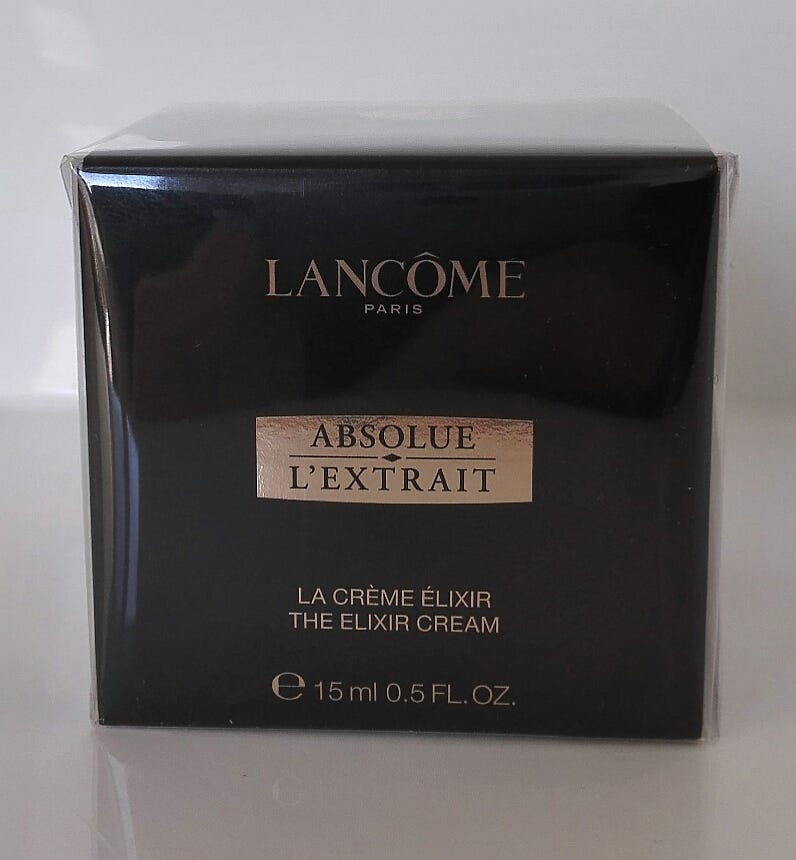 LANCÔME
PARIS
ABSOLUE
L'EXTRAIT
LA CRÈME ÉLIXIR
THE ELIXIR CREAM
℮ 15 ml 0.5 FL. OZ.